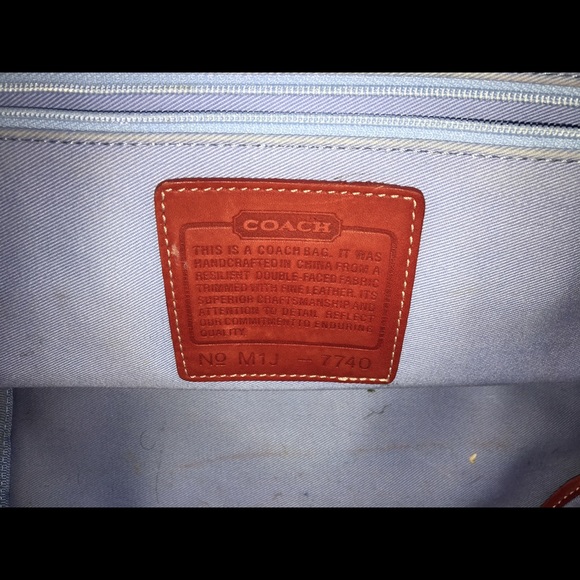 COACH
THIS IS A COACH BAG. IT WAS
HANDCRAFTED IN CHINA FROM A
RESILIENT DOUBLE-FACED FABRIC
TRIMMED WITH FINE LEATHER. ITS
SUPERIOR CRAFTSMANSHIP AND
ATTENTION TO DETAIL REFLECT
OUR COMMITMENT TO ENDURING
QUALITY.
No M1J - 7740